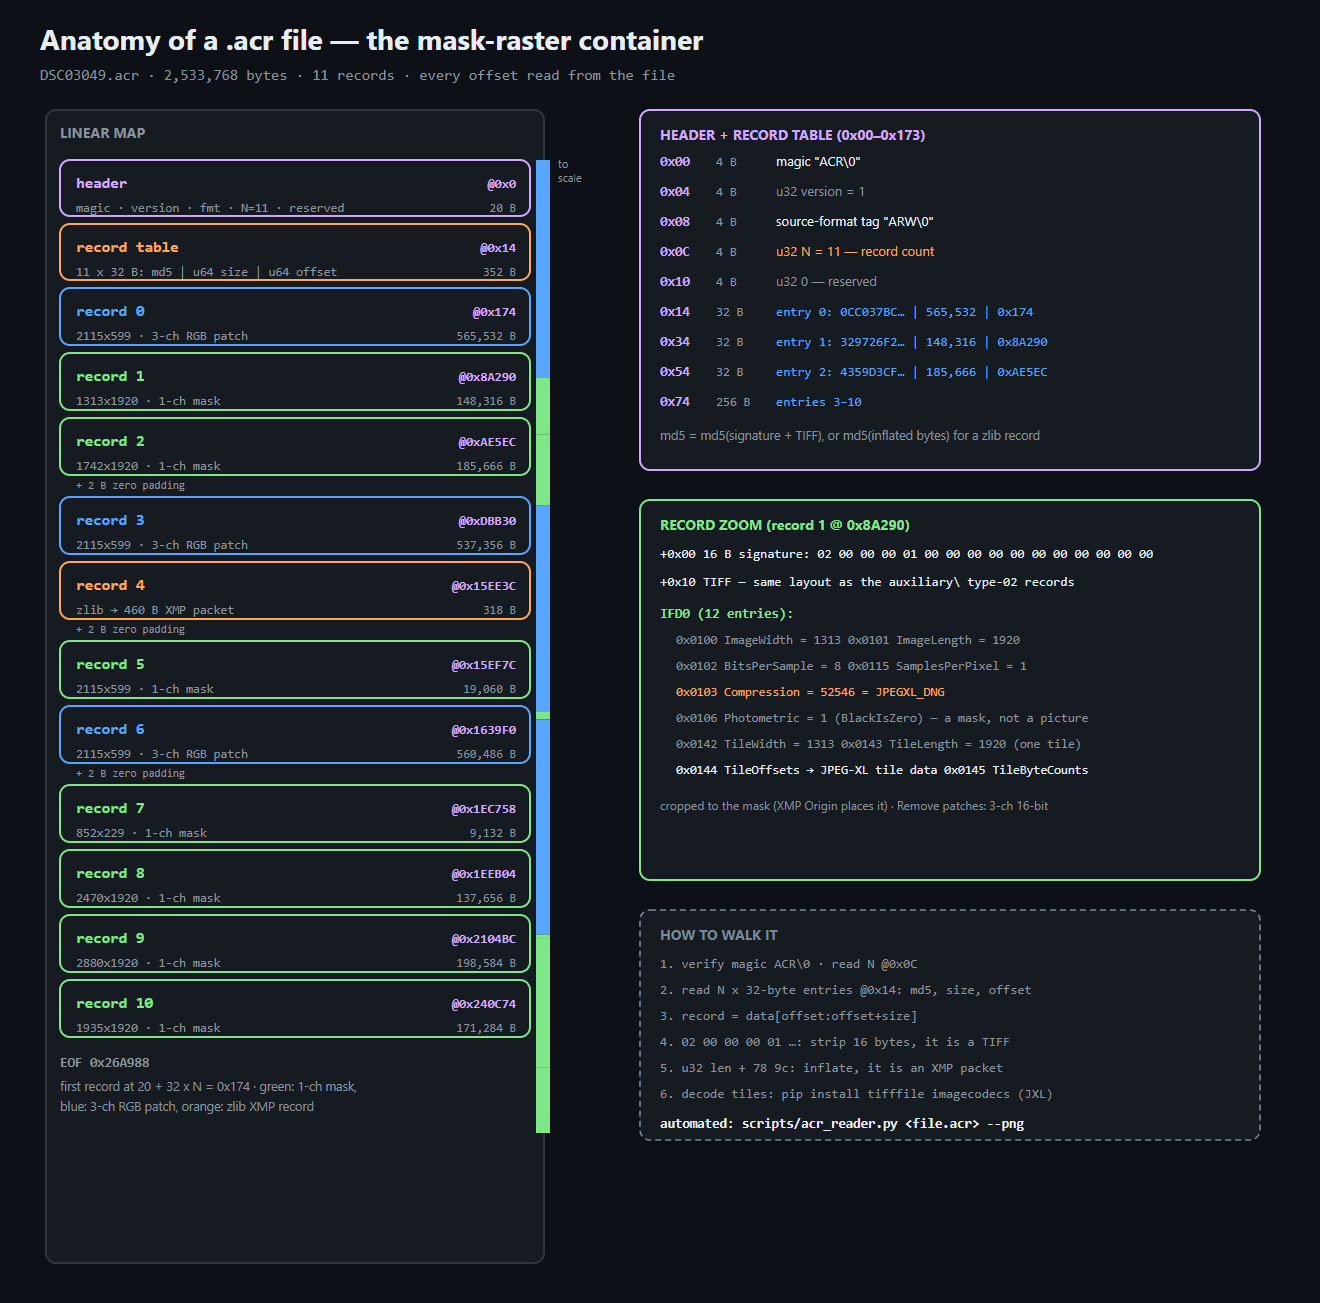 Anatomy of a .acr file — the mask-raster container
DSC03049.acr · 2,533,768 bytes · 11 records · every offset read from the file
LINEAR MAP
to
scale
header @0x0
magic · version · fmt · N=11 · reserved 20 B
record table @0x14
11 x 32 B: md5 | u64 size | u64 offset 352 B
record 0 @0x174
2115x599 · 3-ch RGB patch 565,532 B
record 1 @0x8A290
1313x1920 · 1-ch mask 148,316 B
record 2 @0xAE5EC
1742x1920 · 1-ch mask 185,666 B
+ 2 B zero padding
record 3 @0xDBB30
2115x599 · 3-ch RGB patch 537,356 B
record 4 @0x15EE3C
zlib → 460 B XMP packet 318 B
+ 2 B zero padding
record 5 @0x15EF7C
2115x599 · 1-ch mask 19,060 B
record 6 @0x1639F0
2115x599 · 3-ch RGB patch 560,486 B
+ 2 B zero padding
record 7 @0x1EC758
852x229 · 1-ch mask 9,132 B
record 8 @0x1EEB04
2470x1920 · 1-ch mask 137,656 B
record 9 @0x2104BC
2880x1920 · 1-ch mask 198,584 B
record 10 @0x240C74
1935x1920 · 1-ch mask 171,284 B
EOF 0x26A988
first record at 20 + 32 x N = 0x174 · green: 1-ch mask,
blue: 3-ch RGB patch, orange: zlib XMP record
HEADER + RECORD TABLE (0x00–0x173)
0x00 4 B magic "ACR\0"
0x04 4 B u32 version = 1
0x08 4 B source-format tag "ARW\0"
0x0C 4 B u32 N = 11 — record count
0x10 4 B u32 0 — reserved
0x14 32 B entry 0: 0CC037BC… | 565,532 | 0x174
0x34 32 B entry 1: 329726F2… | 148,316 | 0x8A290
0x54 32 B entry 2: 4359D3CF… | 185,666 | 0xAE5EC
0x74 256 B entries 3–10
md5 = md5(signature + TIFF), or md5(inflated bytes) for a zlib record
RECORD ZOOM (record 1 @ 0x8A290)
+0x00 16 B signature: 02 00 00 00 01 00 00 00 00 00 00 00 00 00 00 00
+0x10 TIFF — same layout as the auxiliary\ type-02 records
IFD0 (12 entries):
0x0100 ImageWidth = 1313 0x0101 ImageLength = 1920
0x0102 BitsPerSample = 8 0x0115 SamplesPerPixel = 1
0x0103 Compression = 52546 = JPEGXL_DNG
0x0106 Photometric = 1 (BlackIsZero) — a mask, not a picture
0x0142 TileWidth = 1313 0x0143 TileLength = 1920 (one tile)
0x0144 TileOffsets → JPEG-XL tile data 0x0145 TileByteCounts
cropped to the mask (XMP Origin places it) · Remove patches: 3-ch 16-bit
HOW TO WALK IT
1. verify magic ACR\0 · read N @0x0C
2. read N x 32-byte entries @0x14: md5, size, offset
3. record = data[offset:offset+size]
4. 02 00 00 00 01 …: strip 16 bytes, it is a TIFF
5. u32 len + 78 9c: inflate, it is an XMP packet
6. decode tiles: pip install tifffile imagecodecs (JXL)
automated: scripts/acr_reader.py <file.acr> --png